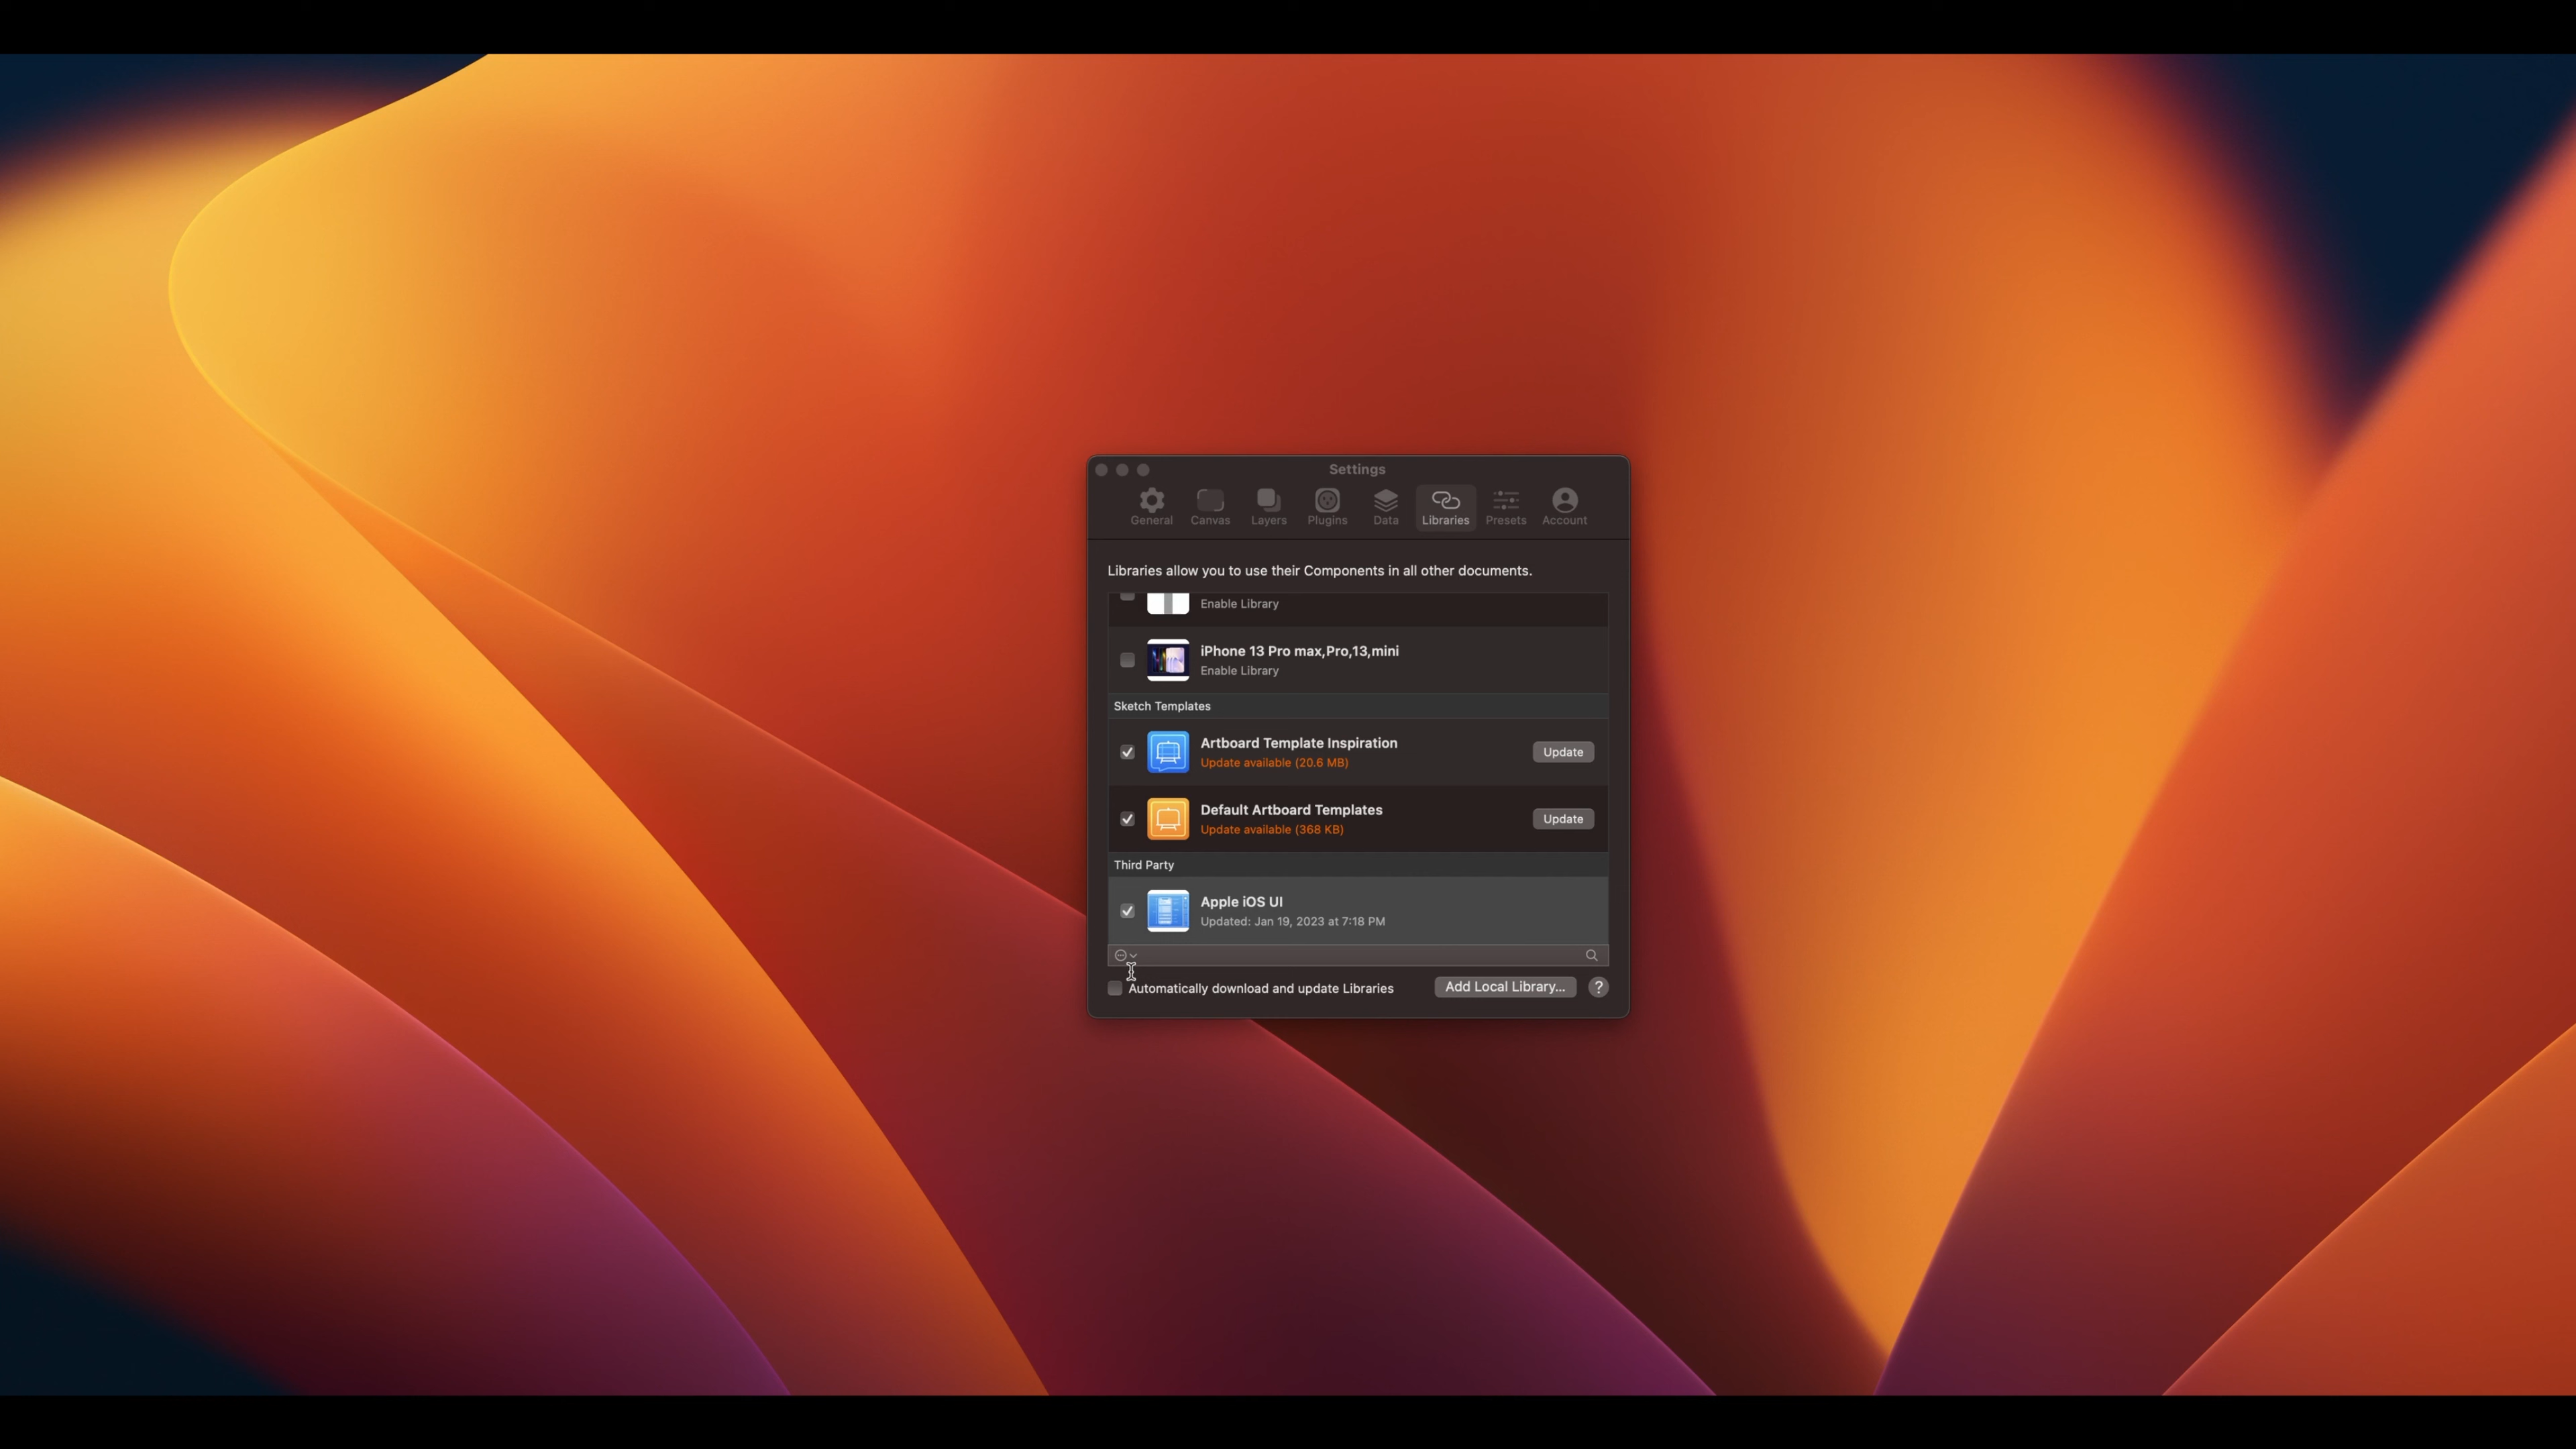 Settings
General Canvas Layers Plugins Data Libraries Presets Account
Libraries allow you to use their Components in all other documents.
Enable Library
iPhone 13 Pro max,Pro,13,mini
Enable Library
Sketch Templates
Artboard Template Inspiration
Update available (20.6 MB)
Update
Default Artboard Templates
Update available (368 KB)
Update
Third Party
Apple iOS UI
Updated: Jan 19, 2023 at 7:18 PM
Automatically download and update Libraries
Add Local Library...
?